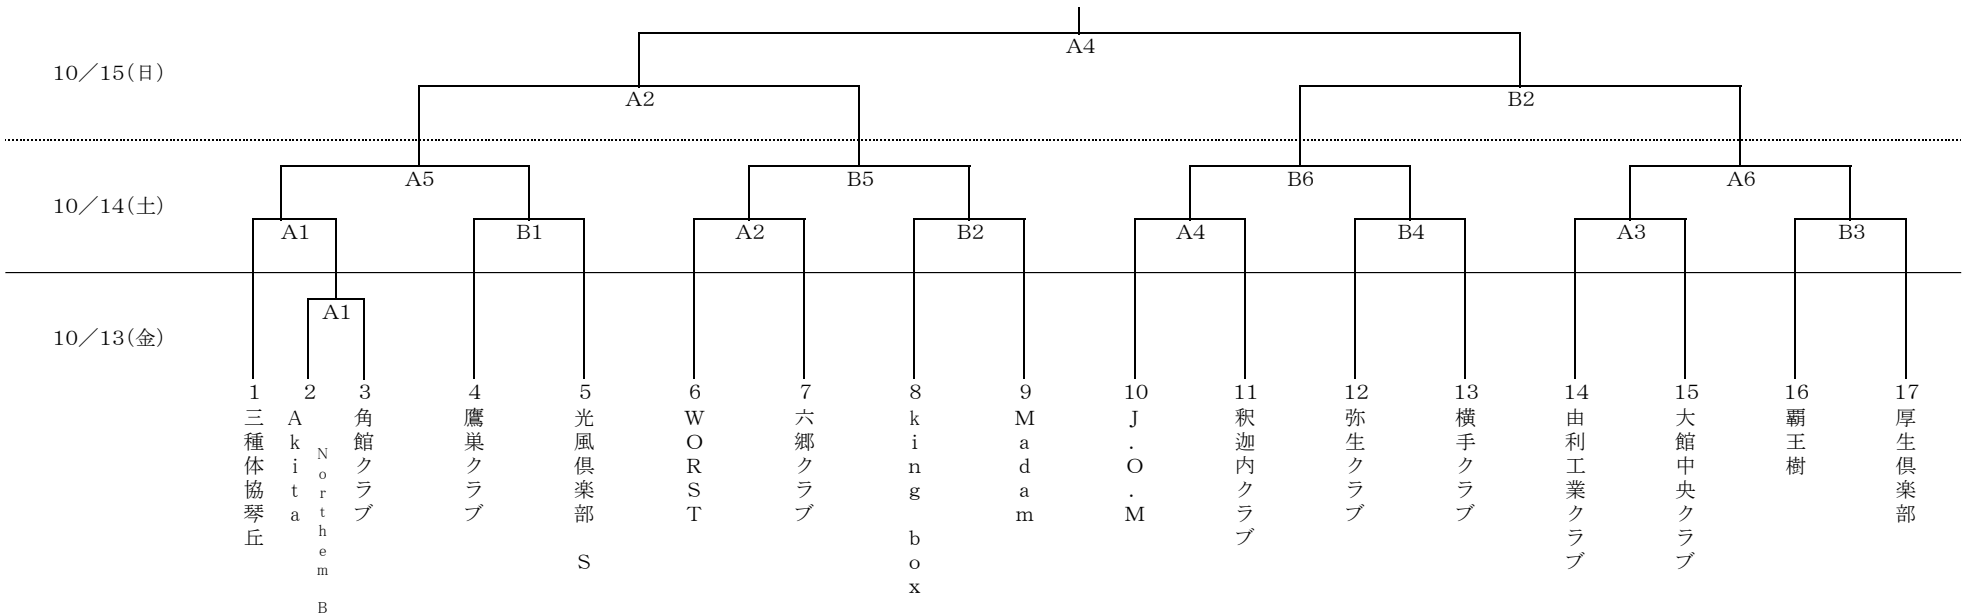 A4
10／15(日)
A2
B2
A5
B5
B6
A6
10／14(土)
A1
B1
A2
B2
A4
B4
A3
B3
A1
10／13(金)
1
2
3
4
5
6
7
8
9
10
11
12
13
14
15
16
17
三種体協琴丘
Akita
Northem B
角館クラブ
鷹巣クラブ
光風倶楽部 S
WORST
六郷クラブ
king box
Madam
J.O.M
釈迦内クラブ
弥生クラブ
横手クラブ
由利工業クラブ
大館中央クラブ
覇王樹
厚生倶楽部